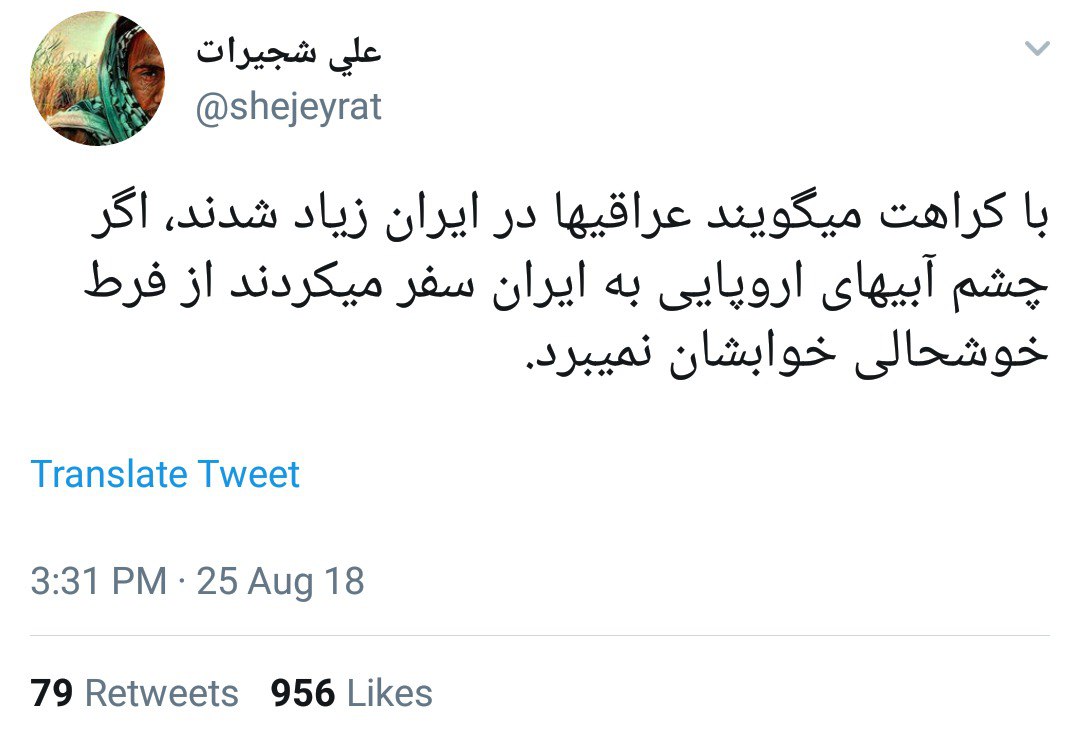 علي شجيرات
@shejeyrat
با کراهت میگویند عراقیها در ایران زیاد شدند، اگر
چشم آبیهای اروپایی به ایران سفر میکردند از فرط
خوشحالی خوابشان نمیبرد.
Translate Tweet
3:31 PM · 25 Aug 18
79 Retweets 956 Likes